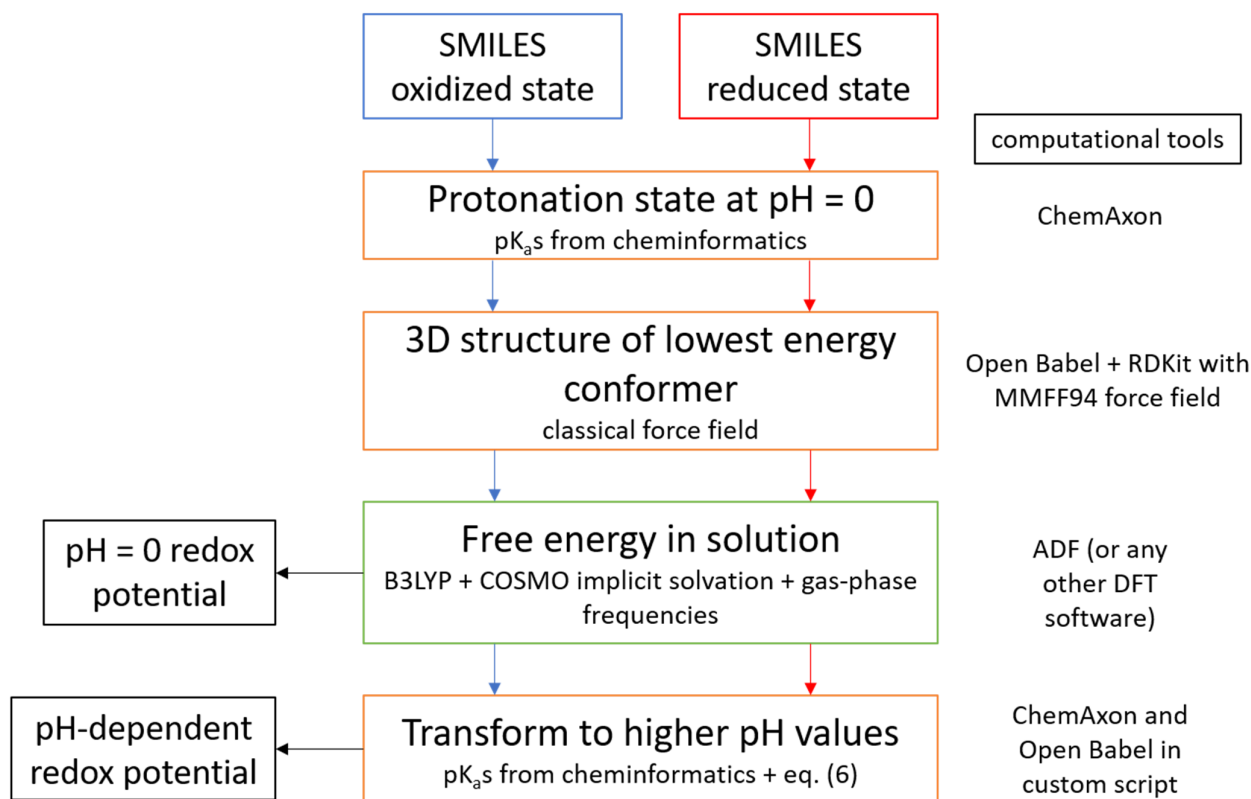 SMILES
oxidized state
SMILES
reduced state
computational tools
Protonation state at pH = 0
pKₐs from cheminformatics
ChemAxon
3D structure of lowest energy
conformer
classical force field
Open Babel + RDKit with
MMFF94 force field
Free energy in solution
B3LYP + COSMO implicit solvation + gas-phase
frequencies
pH = 0 redox
potential
ADF (or any
other DFT
software)
Transform to higher pH values
pKₐs from cheminformatics + eq. (6)
pH-dependent
redox potential
ChemAxon and
Open Babel in
custom script